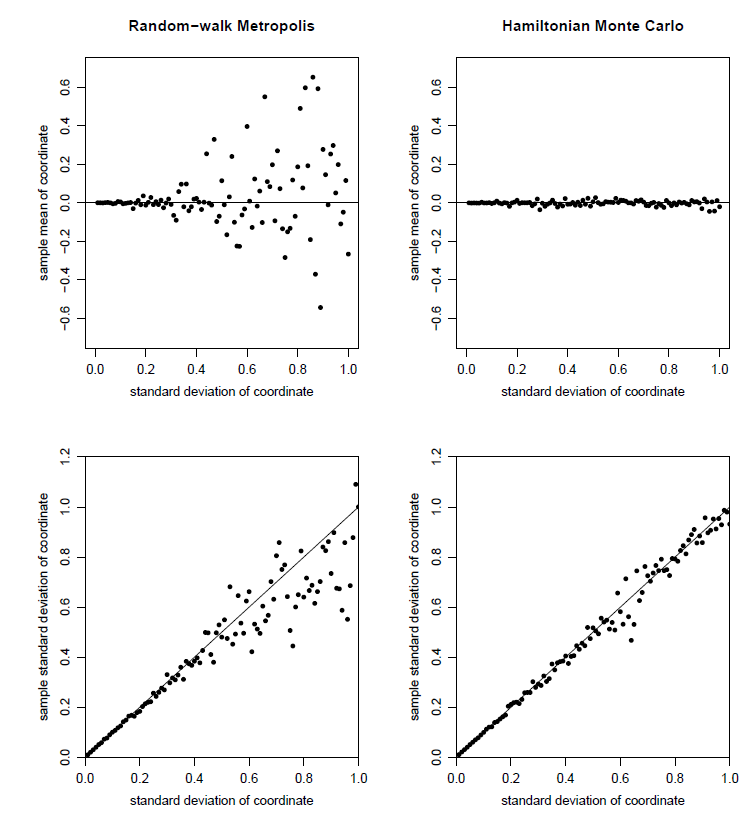 Random−walk Metropolis
Hamiltonian Monte Carlo
sample mean of coordinate
0.6
0.4
0.2
0.0
−0.2
−0.4
−0.6
0.0 0.2 0.4 0.6 0.8 1.0
standard deviation of coordinate
sample mean of coordinate
0.6
0.4
0.2
0.0
−0.2
−0.4
−0.6
0.0 0.2 0.4 0.6 0.8 1.0
standard deviation of coordinate
sample standard deviation of coordinate
1.2
1.0
0.8
0.6
0.4
0.2
0.0
0.0 0.2 0.4 0.6 0.8 1.0
standard deviation of coordinate
sample standard deviation of coordinate
1.2
1.0
0.8
0.6
0.4
0.2
0.0
0.0 0.2 0.4 0.6 0.8 1.0
standard deviation of coordinate